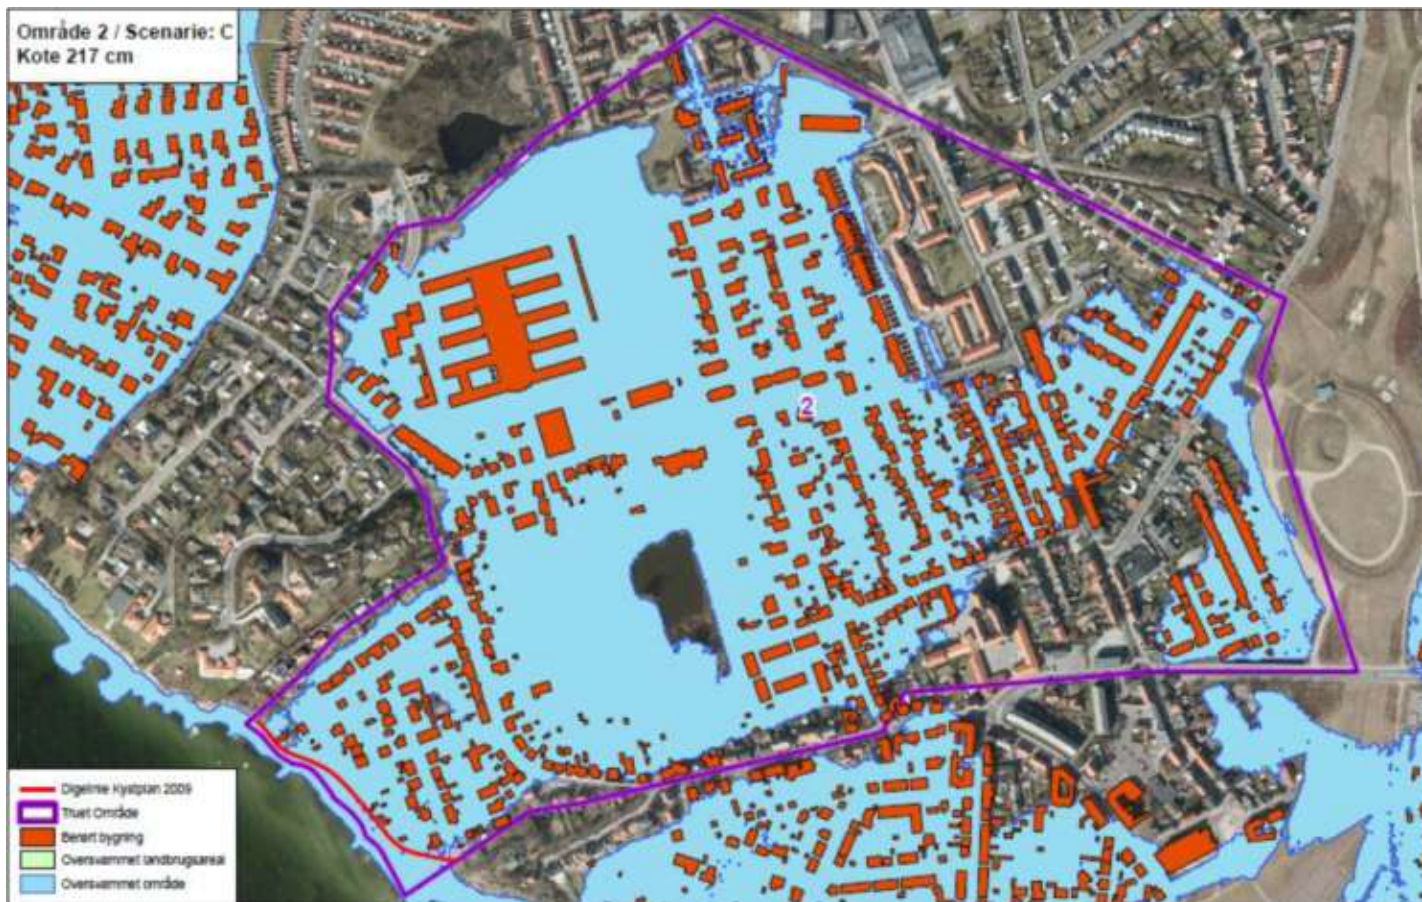 Område 2 / Scenarie: C
Kote 217 cm
2
Digelinie Kystplan 2009
Truet Område
Berørt bygning
Oversvømmet landbrugsareal
Oversvømmet område